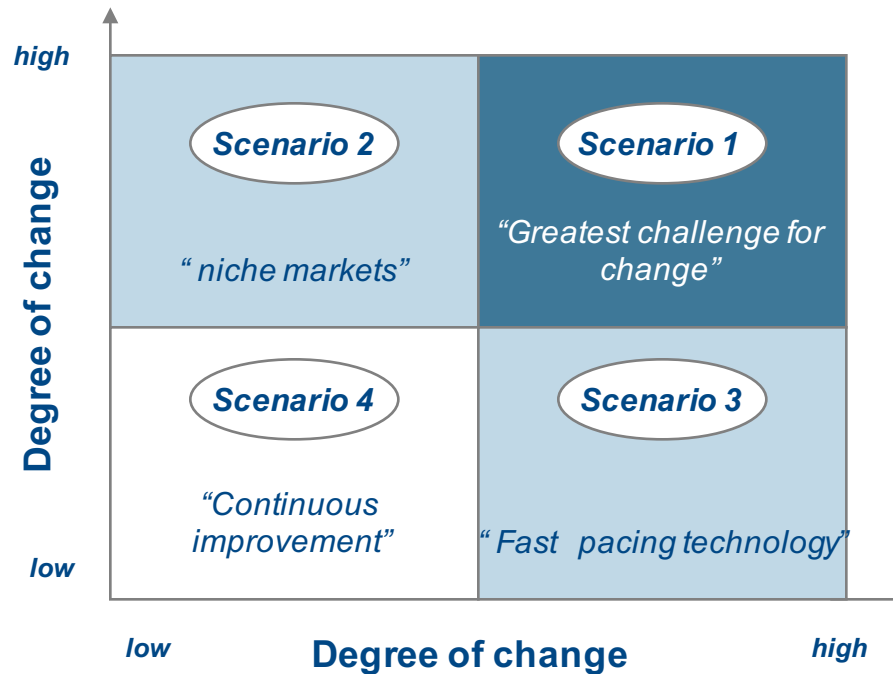 high
Scenario 2
Scenario 1
“Greatest challenge for
change”
“ niche markets”
Degree of change
Scenario 4
Scenario 3
“Continuous
improvement”
“ Fast pacing technology”
low
low
Degree of change
high